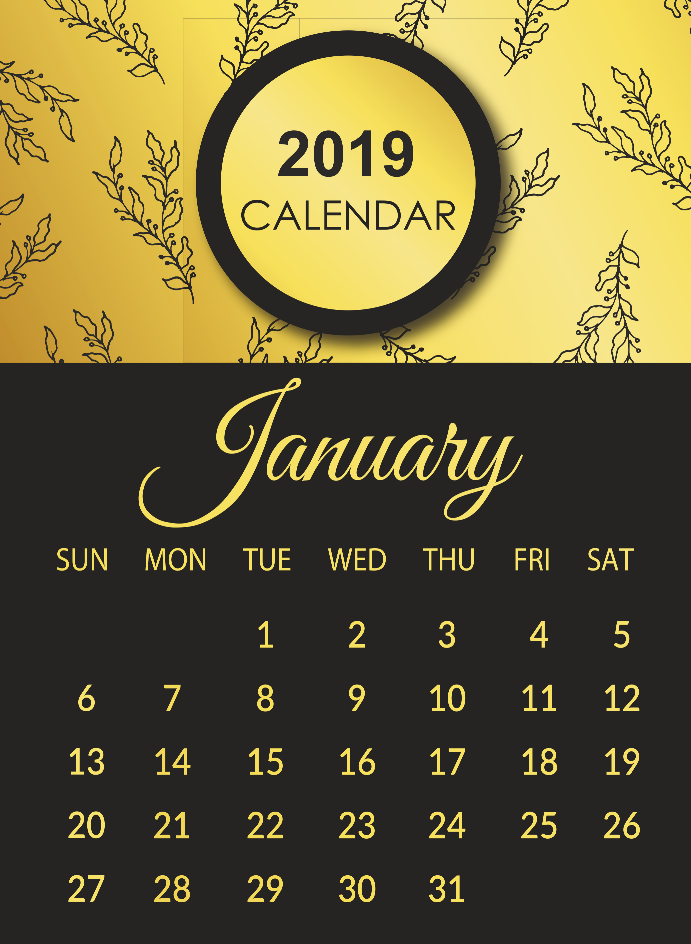 2019
CALENDAR
January
SUN MON TUE WED THU FRI SAT
1 2 3 4 5
6 7 8 9 10 11 12
13 14 15 16 17 18 19
20 21 22 23 24 25 26
27 28 29 30 31